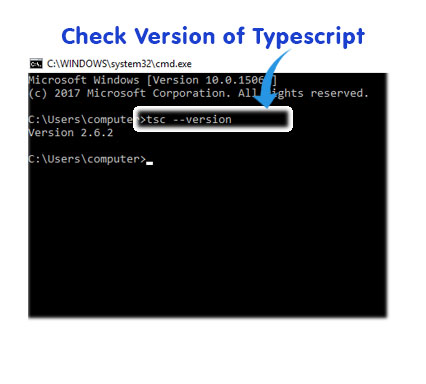 Check Version of Typescript
C:\WINDOWS\system32\cmd.exe
Microsoft Windows [Version 10.0.1506 ]
(c) 2017 Microsoft Corporation. All rights reserved.
C:\Users\computer>tsc --version
Version 2.6.2
C:\Users\computer>